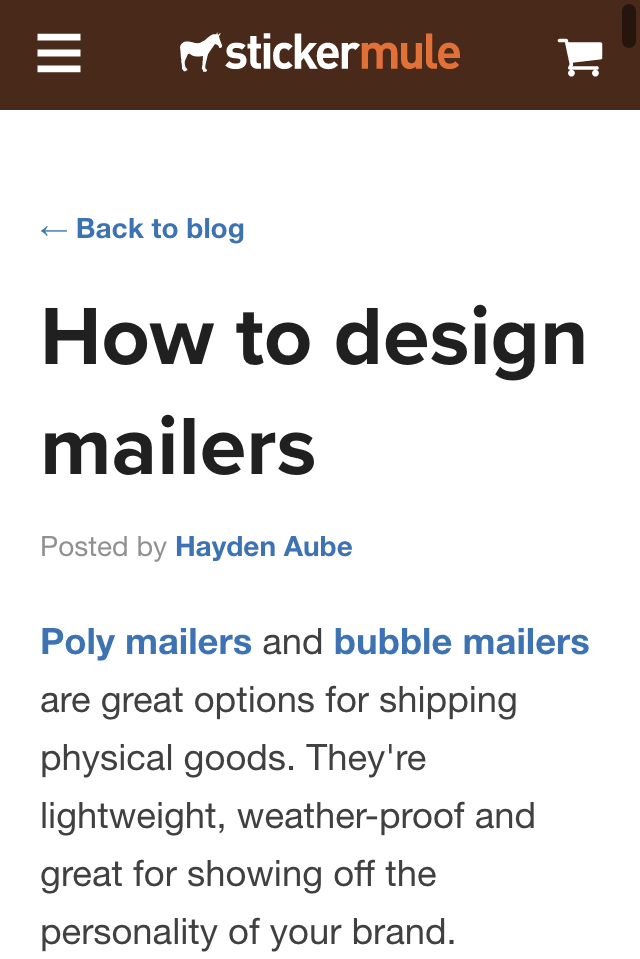 stickermule
← Back to blog
How to design
mailers
Posted by Hayden Aube
Poly mailers and bubble mailers
are great options for shipping
physical goods. They're
lightweight, weather-proof and
great for showing off the
personality of your brand.